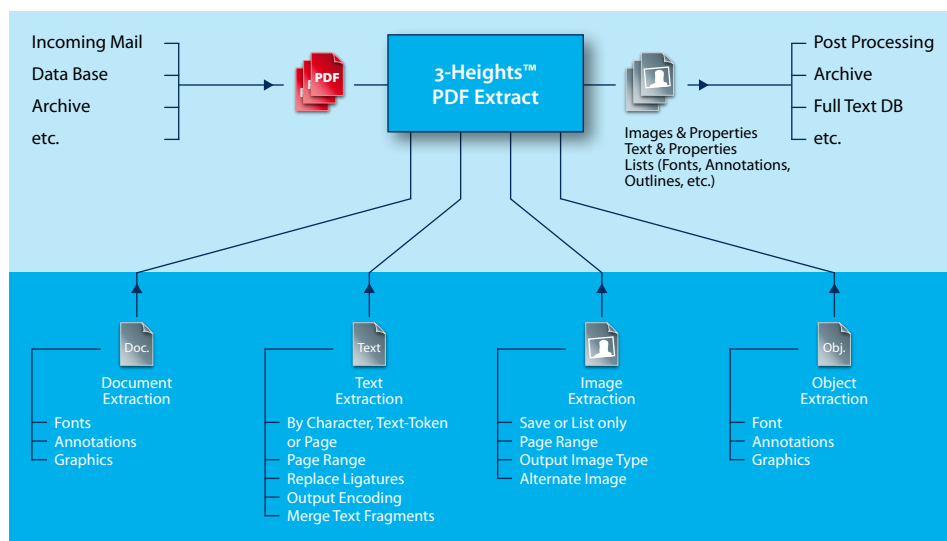 Incoming Mail
Data Base
Archive
etc.
PDF
3-Heights™
PDF Extract
Images & Properties
Text & Properties
Lists (Fonts, Annotations,
Outlines, etc.)
Post Processing
Archive
Full Text DB
etc.
Doc.
Document
Extraction
Fonts
Annotations
Graphics
Text
Text
Extraction
By Character, Text-Token
or Page
Page Range
Replace Ligatures
Output Encoding
Merge Text Fragments
Image
Extraction
Save or List only
Page Range
Output Image Type
Alternate Image
Obj.
Object
Extraction
Font
Annotations
Graphics